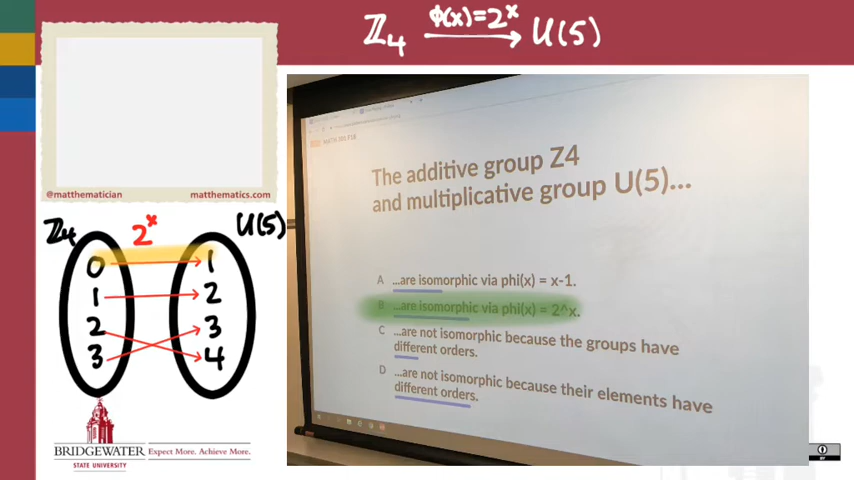 ℤ₄ φ(x)=2ˣ U(5)
@matthematician matthematics.com
ℤ₄ 2ˣ U(5)
0 1
1 2
2 3
3 4
The additive group Z4
and multiplicative group U(5)...
A ...are isomorphic via phi(x) = x-1.
B ...are isomorphic via phi(x) = 2^x.
C ...are not isomorphic because the groups have
different orders.
D ...are not isomorphic because their elements have
different orders.
BRIDGEWATER
STATE UNIVERSITY
Expect More. Achieve More.